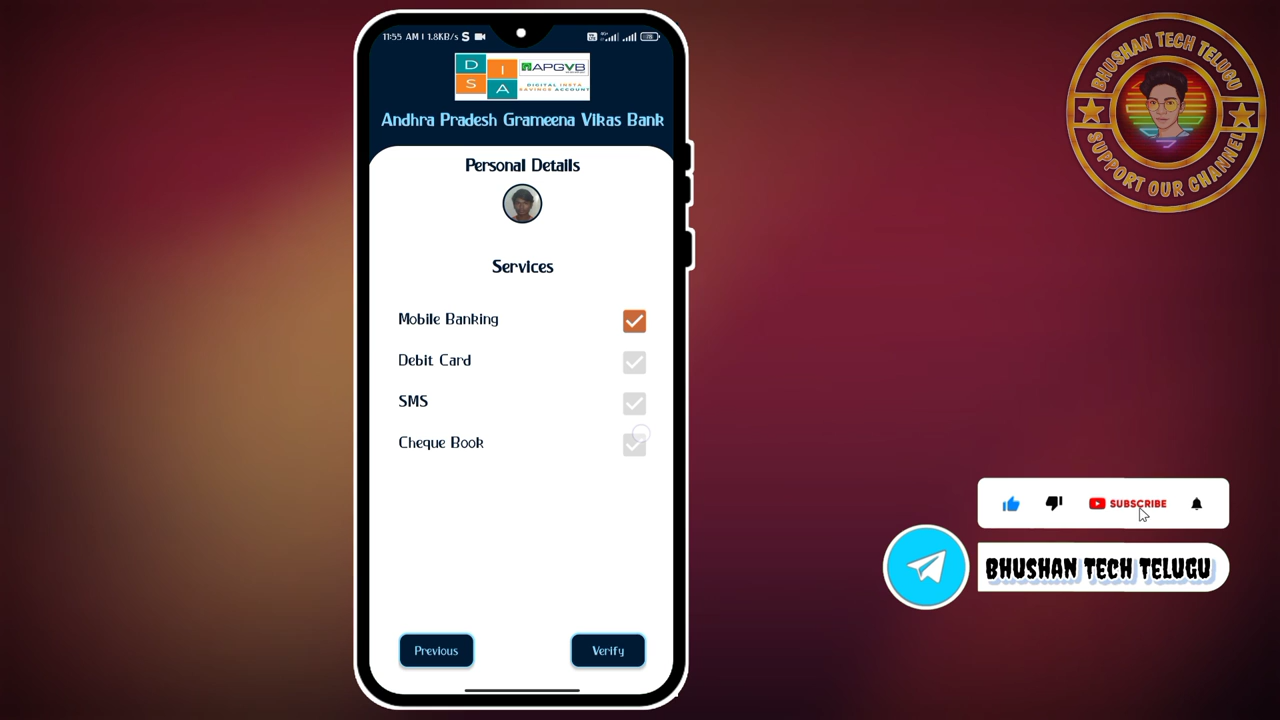 11:55 AM | 1.8KB/s S
D
I
S
A
APGVB
DIGITAL INSTA
SAVINGS ACCOUNT
Andhra Pradesh Grameena Vikas Bank
Personal Details
Services
Mobile Banking
Debit Card
SMS
Cheque Book
Previous
Verify
BHUSHAN TECH TELUGU
SUPPORT OUR CHANNEL
SUBSCRIBE
BHUSHAN TECH TELUGU